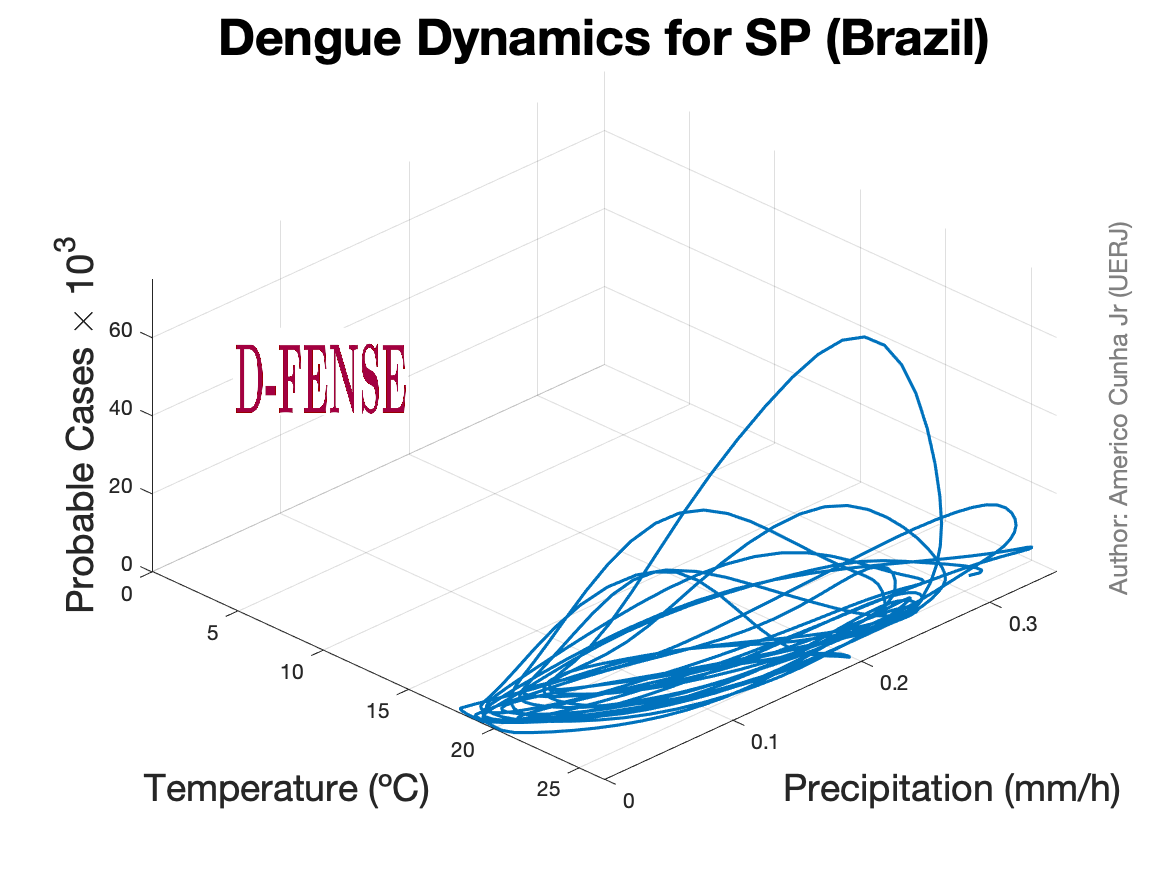 Dengue Dynamics for SP (Brazil)
Probable Cases × 10³
60
40
20
0
D-FENSE
Author: Americo Cunha Jr (UERJ)
0
5
10
15
20
25
Temperature (ºC)
0
0.1
0.2
0.3
Precipitation (mm/h)